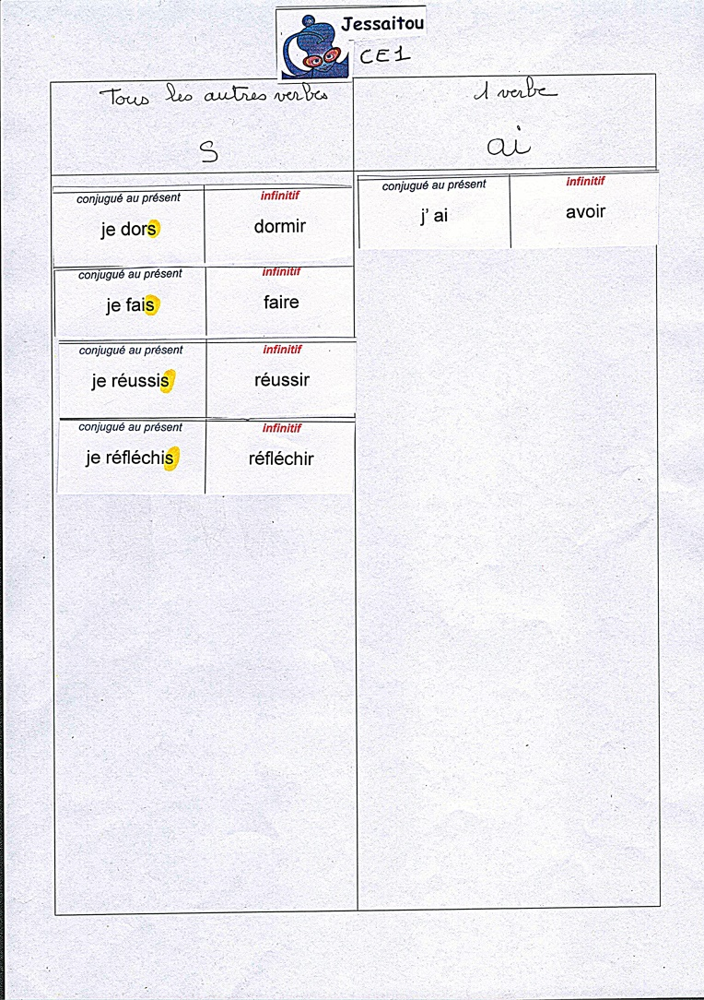 Jessaitou
CE1
Tous les autres verbes
s
conjugué au présent infinitif
je dors dormir
conjugué au présent infinitif
je fais faire
conjugué au présent infinitif
je réussis réussir
conjugué au présent infinitif
je réfléchis réfléchir
1 verbe
ai
conjugué au présent infinitif
j' ai avoir